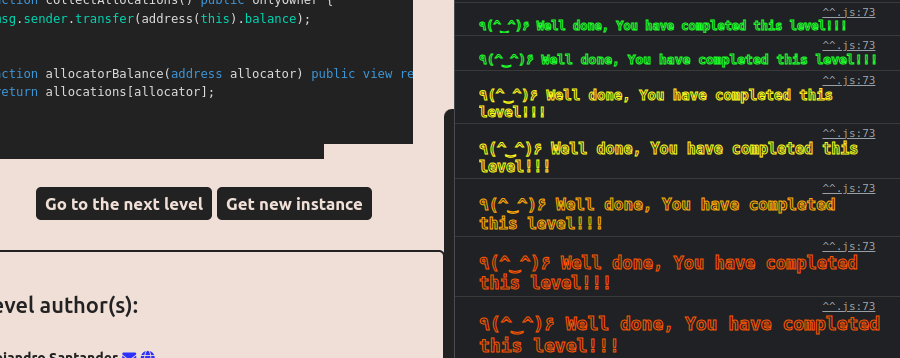 nction collectAllocations() public onlyOwner {
msg.sender.transfer(address(this).balance);
nction allocatorBalance(address allocator) public view re
return allocations[allocator];
Go to the next level
Get new instance
evel author(s):
ejandro Santander
^^.js:73
٩(^‿^)۶ Well done, You have completed this level!!!
^^.js:73
٩(^‿^)۶ Well done, You have completed this level!!!
^^.js:73
٩(^‿^)۶ Well done, You have completed this
level!!!
^^.js:73
٩(^‿^)۶ Well done, You have completed this
level!!!
^^.js:73
٩(^‿^)۶ Well done, You have completed
this level!!!
^^.js:73
٩(^‿^)۶ Well done, You have completed
this level!!!
^^.js:73
٩(^‿^)۶ Well done, You have completed
this level!!!